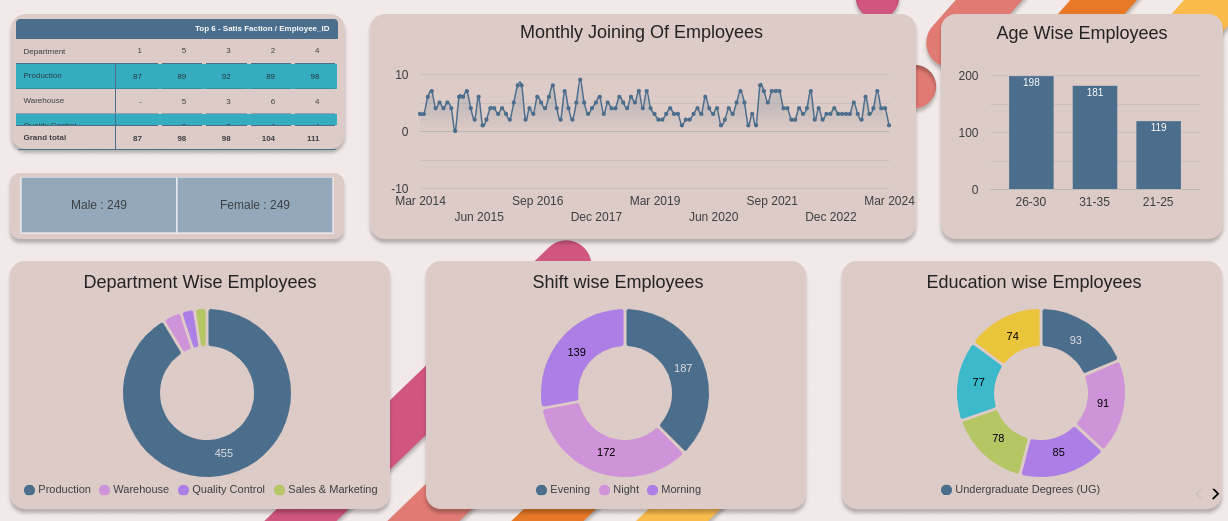 Top 6 - Satis Faction / Employee_ID
Department 1 5 3 2 4
Production 87 89 92 89 98
Warehouse - 5 3 6 4
Grand total 87 98 98 104 111
Male : 249 Female : 249
Monthly Joining Of Employees
10
0
-10
Mar 2014 Sep 2016 Mar 2019 Sep 2021 Mar 2024
Jun 2015 Dec 2017 Jun 2020 Dec 2022
Age Wise Employees
200
100
0
198 181 119
26-30 31-35 21-25
Department Wise Employees
455
Production Warehouse Quality Control Sales & Marketing
Shift wise Employees
139 187
172
Evening Night Morning
Education wise Employees
74 93
77 91
78 85
Undergraduate Degrees (UG)